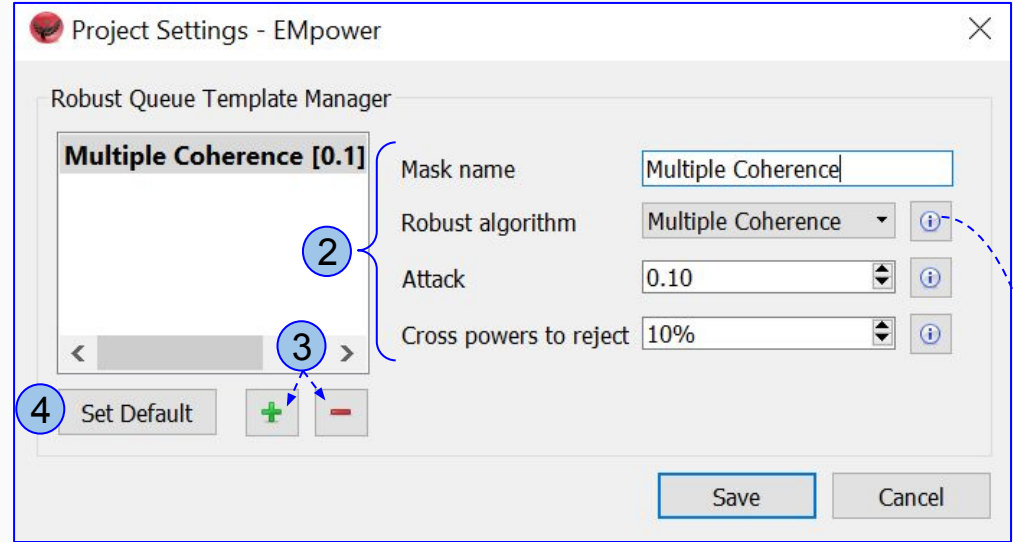 Project Settings - EMpower
Robust Queue Template Manager
Multiple Coherence [0.1]
Mask name
Multiple Coherence
Robust algorithm
Multiple Coherence
2
Attack
0.10
Cross powers to reject
10%
3
4
Set Default
Save
Cancel